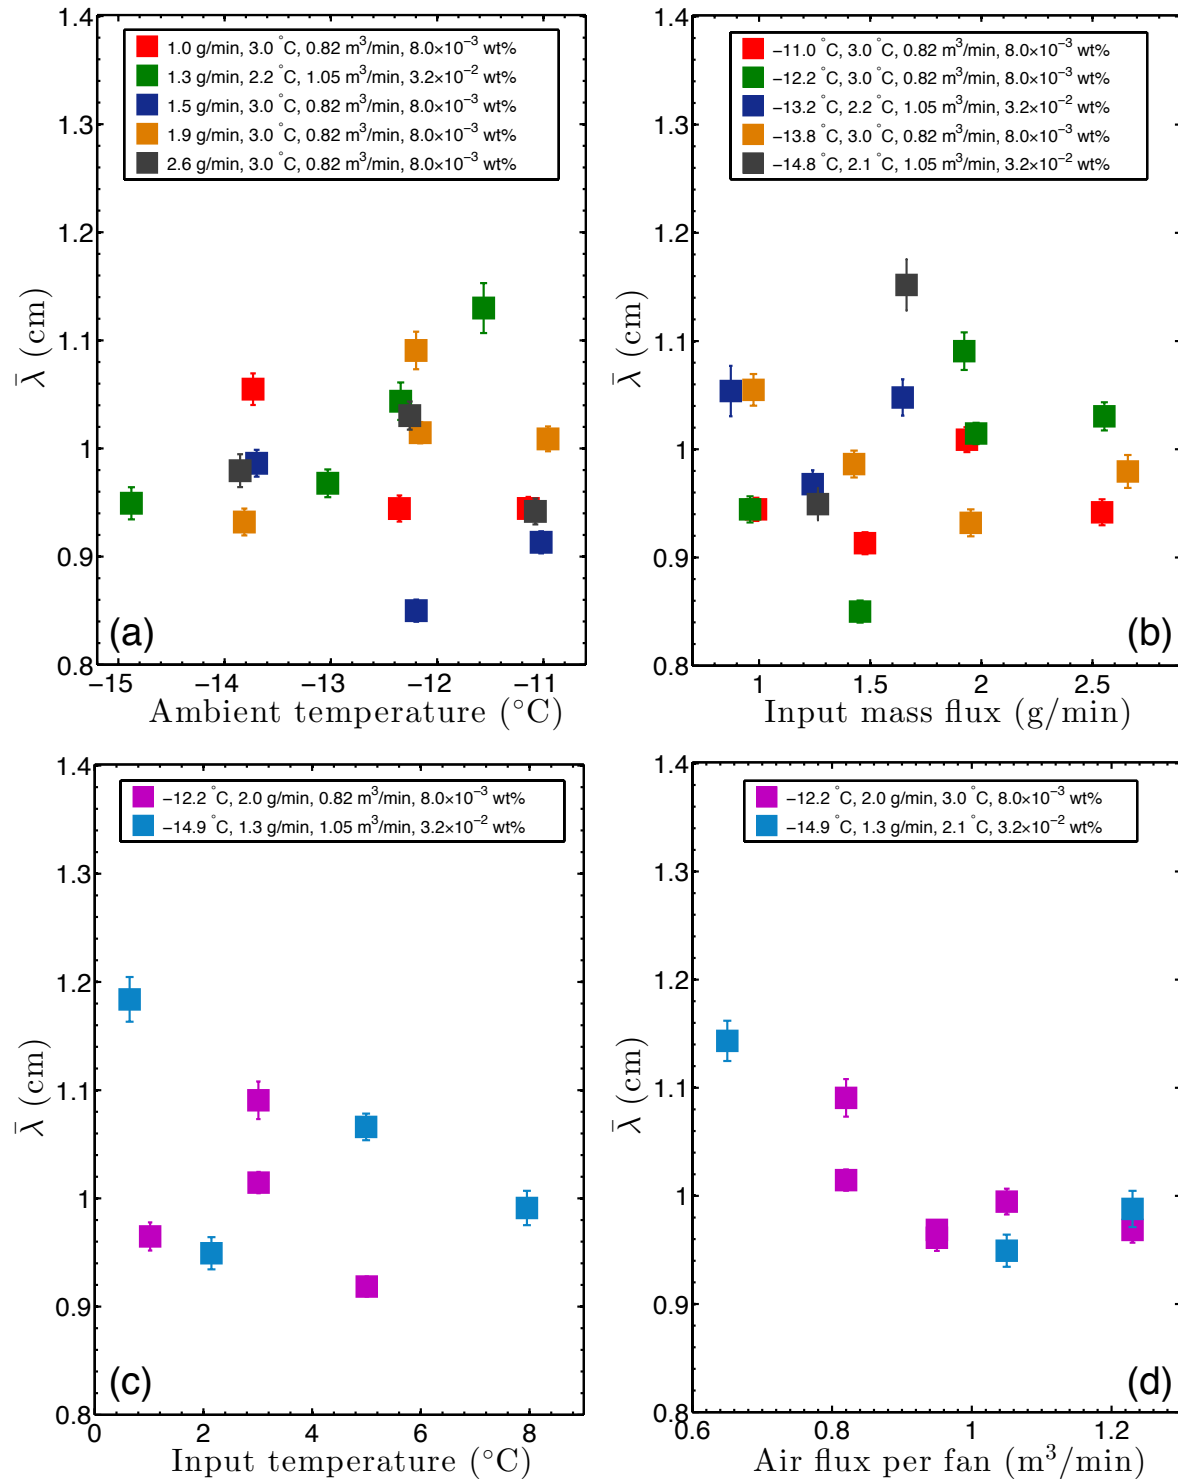 1.4
1.3
1.2
1.1
1
0.9
0.8
λ̄ (cm)
1.0 g/min, 3.0 °C, 0.82 m³/min, 8.0×10⁻³ wt%
1.3 g/min, 2.2 °C, 1.05 m³/min, 3.2×10⁻² wt%
1.5 g/min, 3.0 °C, 0.82 m³/min, 8.0×10⁻³ wt%
1.9 g/min, 3.0 °C, 0.82 m³/min, 8.0×10⁻³ wt%
2.6 g/min, 3.0 °C, 0.82 m³/min, 8.0×10⁻³ wt%
(a)
−15 −14 −13 −12 −11
Ambient temperature (°C)
1.4
1.3
1.2
1.1
1
0.9
0.8
λ̄ (cm)
−11.0 °C, 3.0 °C, 0.82 m³/min, 8.0×10⁻³ wt%
−12.2 °C, 3.0 °C, 0.82 m³/min, 8.0×10⁻³ wt%
−13.2 °C, 2.2 °C, 1.05 m³/min, 3.2×10⁻² wt%
−13.8 °C, 3.0 °C, 0.82 m³/min, 8.0×10⁻³ wt%
−14.8 °C, 2.1 °C, 1.05 m³/min, 3.2×10⁻² wt%
(b)
1 1.5 2 2.5
Input mass flux (g/min)
1.4
1.3
1.2
1.1
1
0.9
0.8
λ̄ (cm)
−12.2 °C, 2.0 g/min, 0.82 m³/min, 8.0×10⁻³ wt%
−14.9 °C, 1.3 g/min, 1.05 m³/min, 3.2×10⁻² wt%
(c)
0 2 4 6 8
Input temperature (°C)
1.4
1.3
1.2
1.1
1
0.9
0.8
λ̄ (cm)
−12.2 °C, 2.0 g/min, 3.0 °C, 8.0×10⁻³ wt%
−14.9 °C, 1.3 g/min, 2.1 °C, 3.2×10⁻² wt%
(d)
0.6 0.8 1 1.2
Air flux per fan (m³/min)